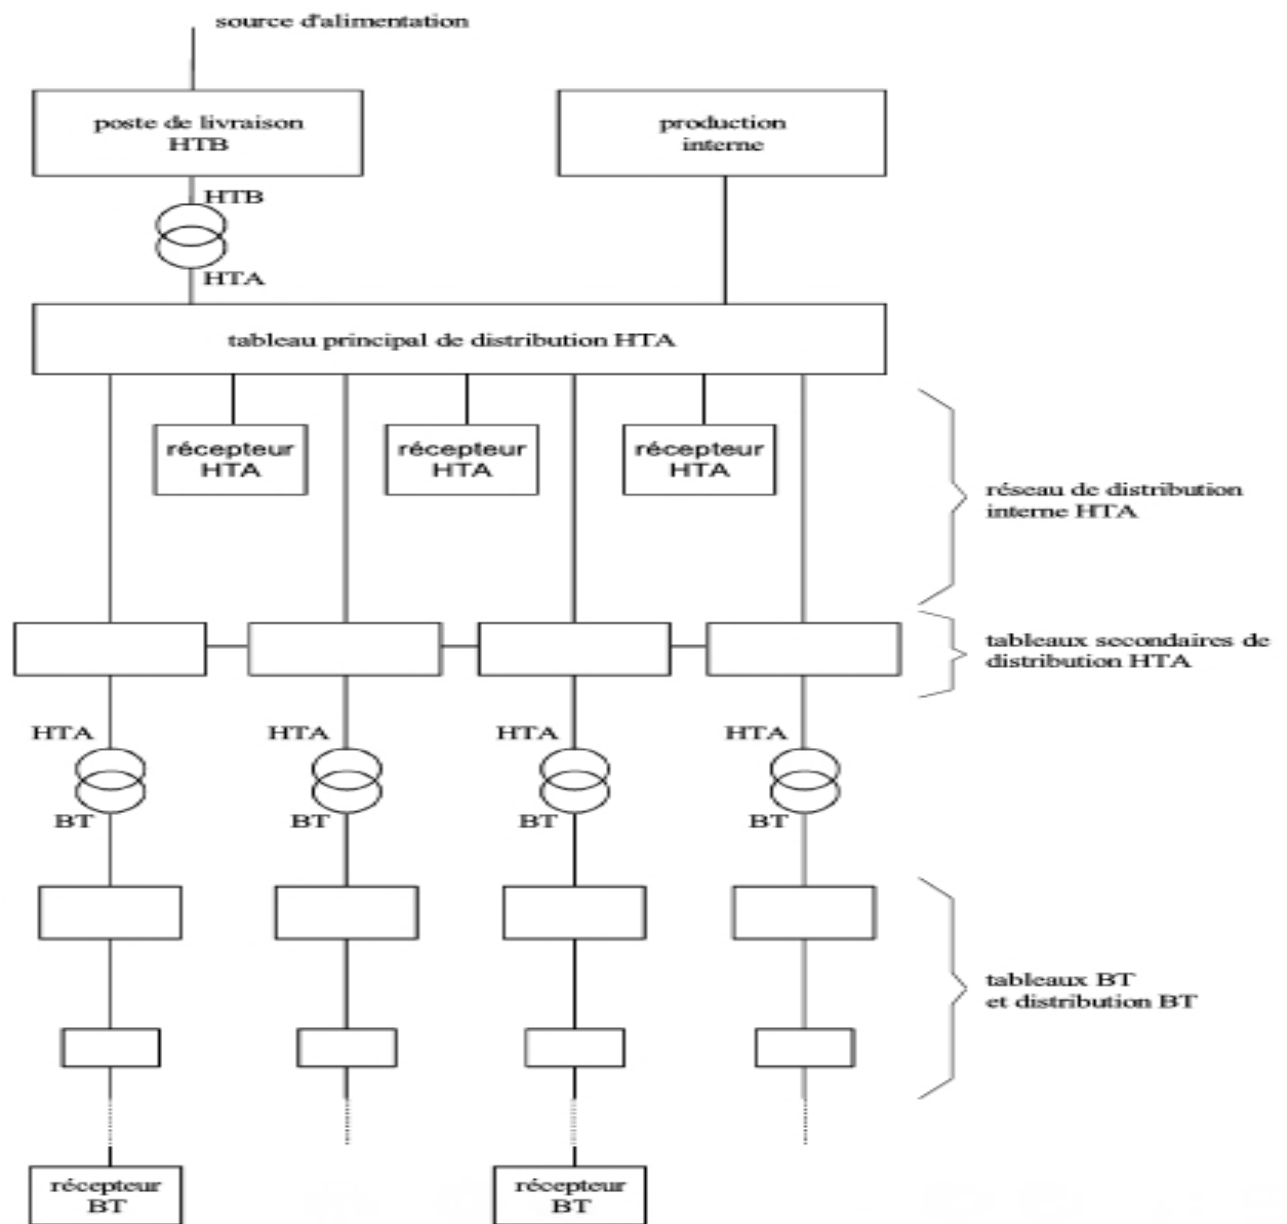 source d'alimentation
poste de livraison
HTB
production
interne
HTB
HTA
tableau principal de distribution HTA
récepteur
HTA
récepteur
HTA
récepteur
HTA
réseau de distribution
interne HTA
tableaux secondaires de
distribution HTA
HTA
HTA
HTA
HTA
BT
BT
BT
BT
tableaux BT
et distribution BT
récepteur
BT
récepteur
BT